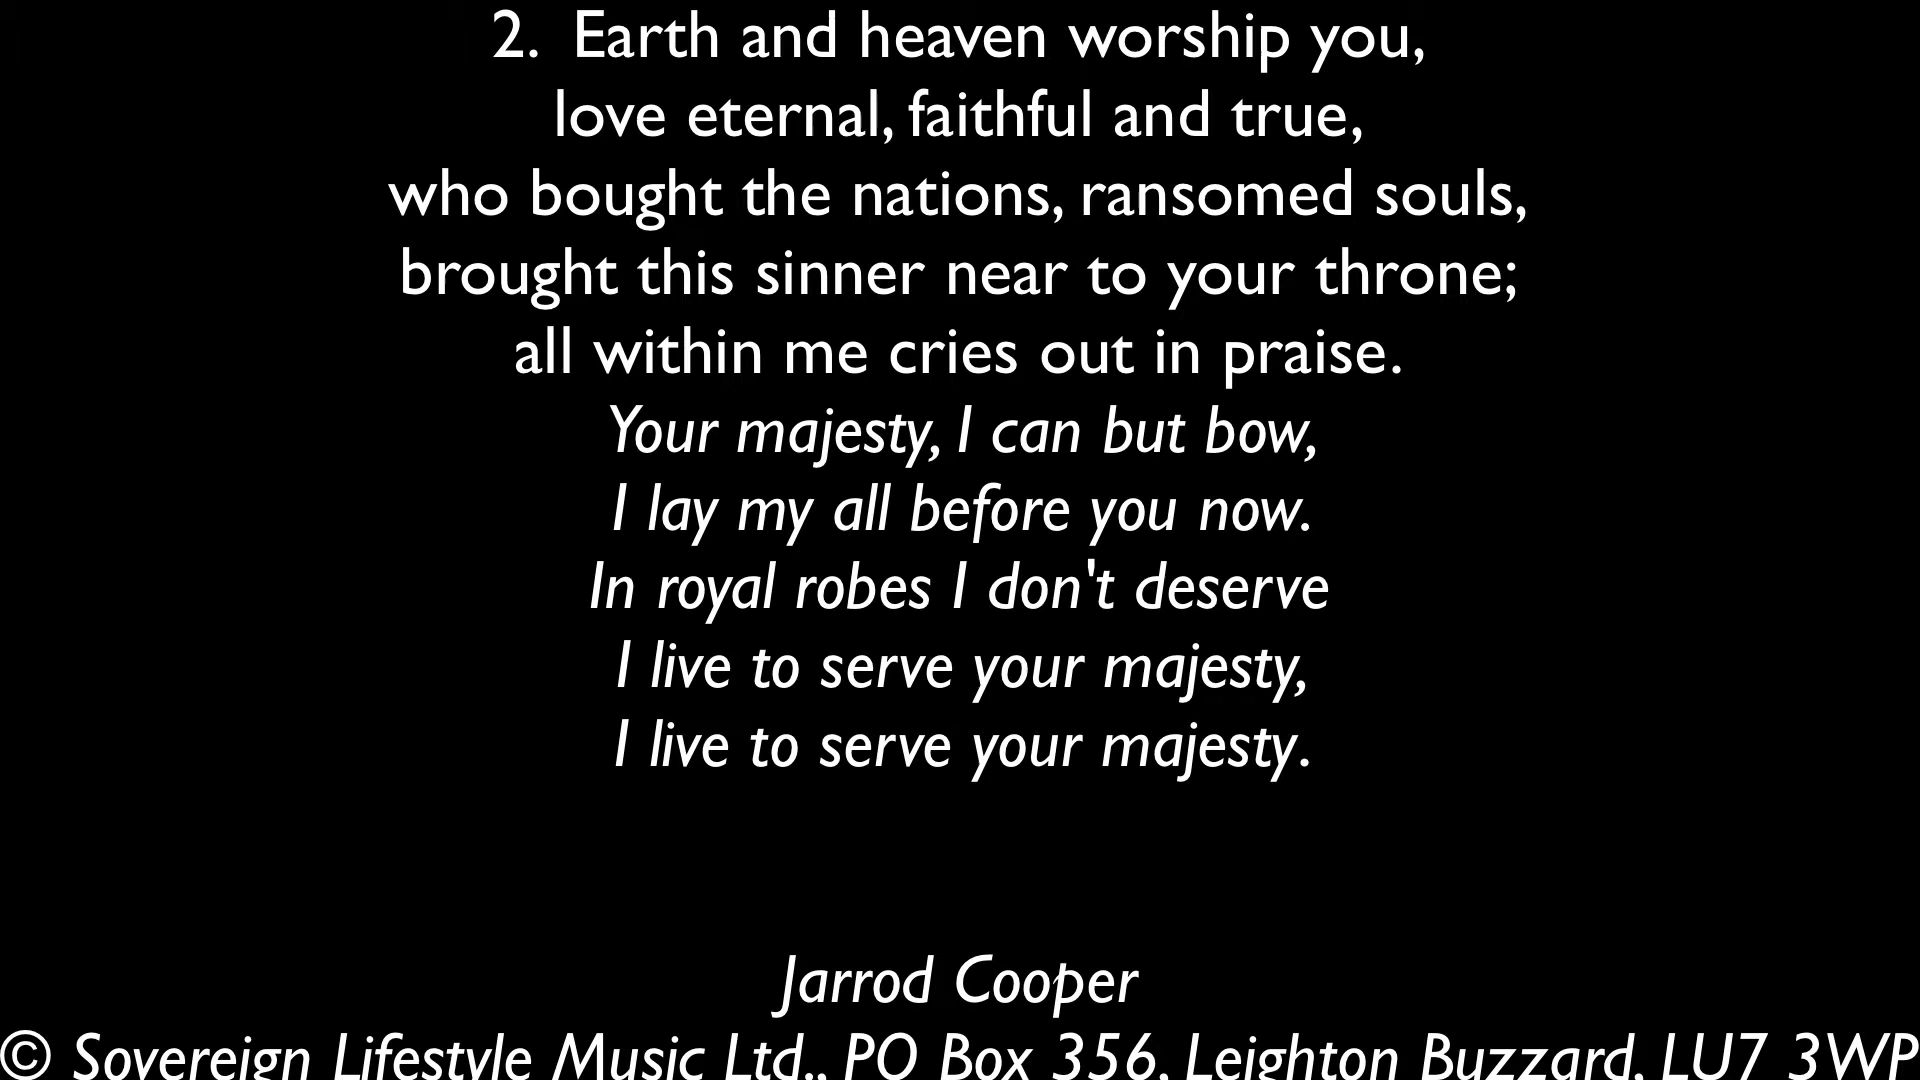 2. Earth and heaven worship you,
love eternal, faithful and true,
who bought the nations, ransomed souls,
brought this sinner near to your throne;
all within me cries out in praise.
Your majesty, I can but bow,
I lay my all before you now.
In royal robes I don't deserve
I live to serve your majesty,
I live to serve your majesty.
Jarrod Cooper
© Sovereign Lifestyle Music Ltd., PO Box 356, Leighton Buzzard, LU7 3WP